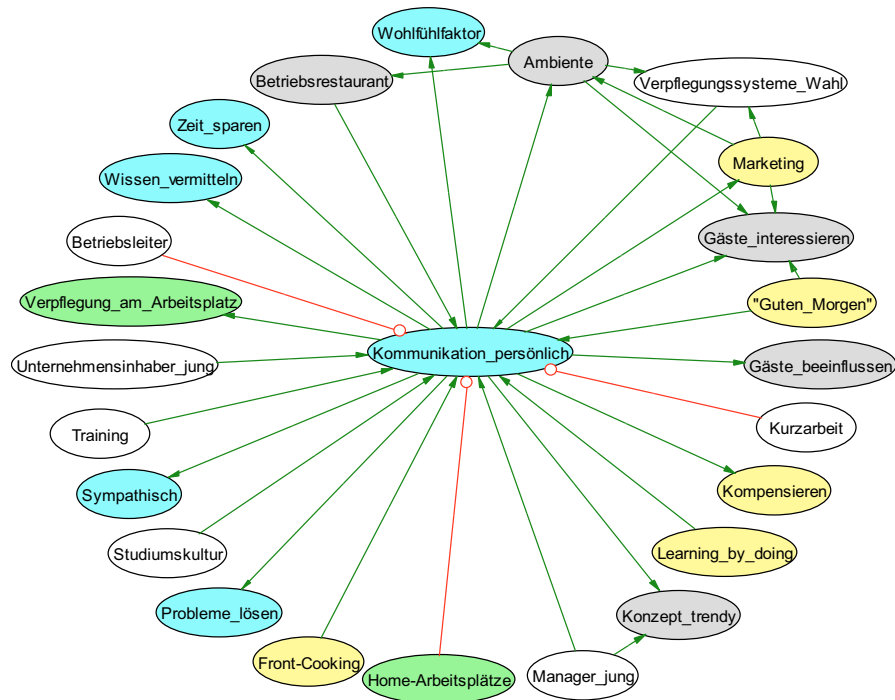 Wohlfühlfaktor
Ambiente
Betriebsrestaurant
Verpflegungssysteme_Wahl
Zeit_sparen
Marketing
Wissen_vermitteln
Betriebsleiter
Gäste_interessieren
Verpflegung_am_Arbeitsplatz
"Guten_Morgen"
Kommunikation_persönlich
Unternehmensinhaber_jung
Gäste_beeinflussen
Training
Kurzarbeit
Sympathisch
Kompensieren
Studiumskultur
Learning_by_doing
Probleme_lösen
Konzept_trendy
Front-Cooking
Home-Arbeitsplätze
Manager_jung